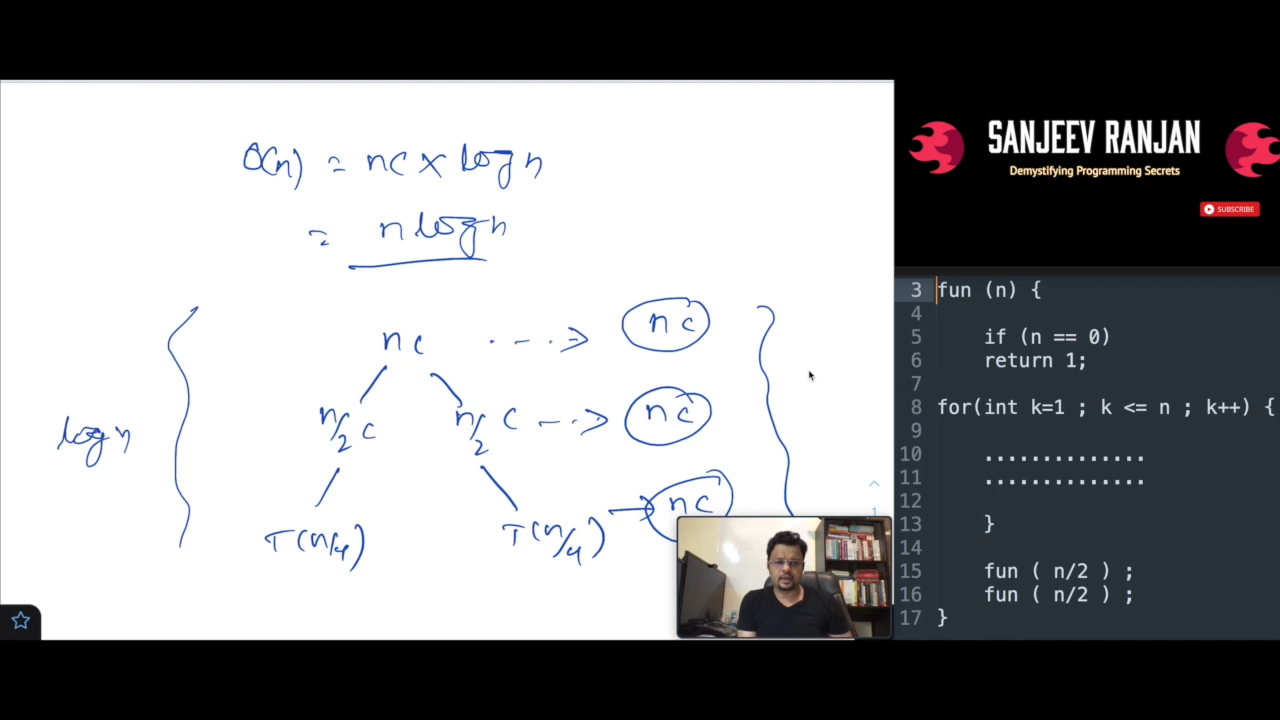 O(n) = nc × log n
= n log n
nc ---> nc
n/2 c n/2 c ---> nc
log n
T(n/4) T(n/4) → nc
SANJEEV RANJAN
Demystifying Programming Secrets
SUBSCRIBE
3 fun (n) {
4
5 if (n == 0)
6 return 1;
7
8 for(int k=1 ; k <= n ; k++) {
9
10 ..............
11 ..............
12
13 }
14
15 fun ( n/2 ) ;
16 fun ( n/2 ) ;
17 }